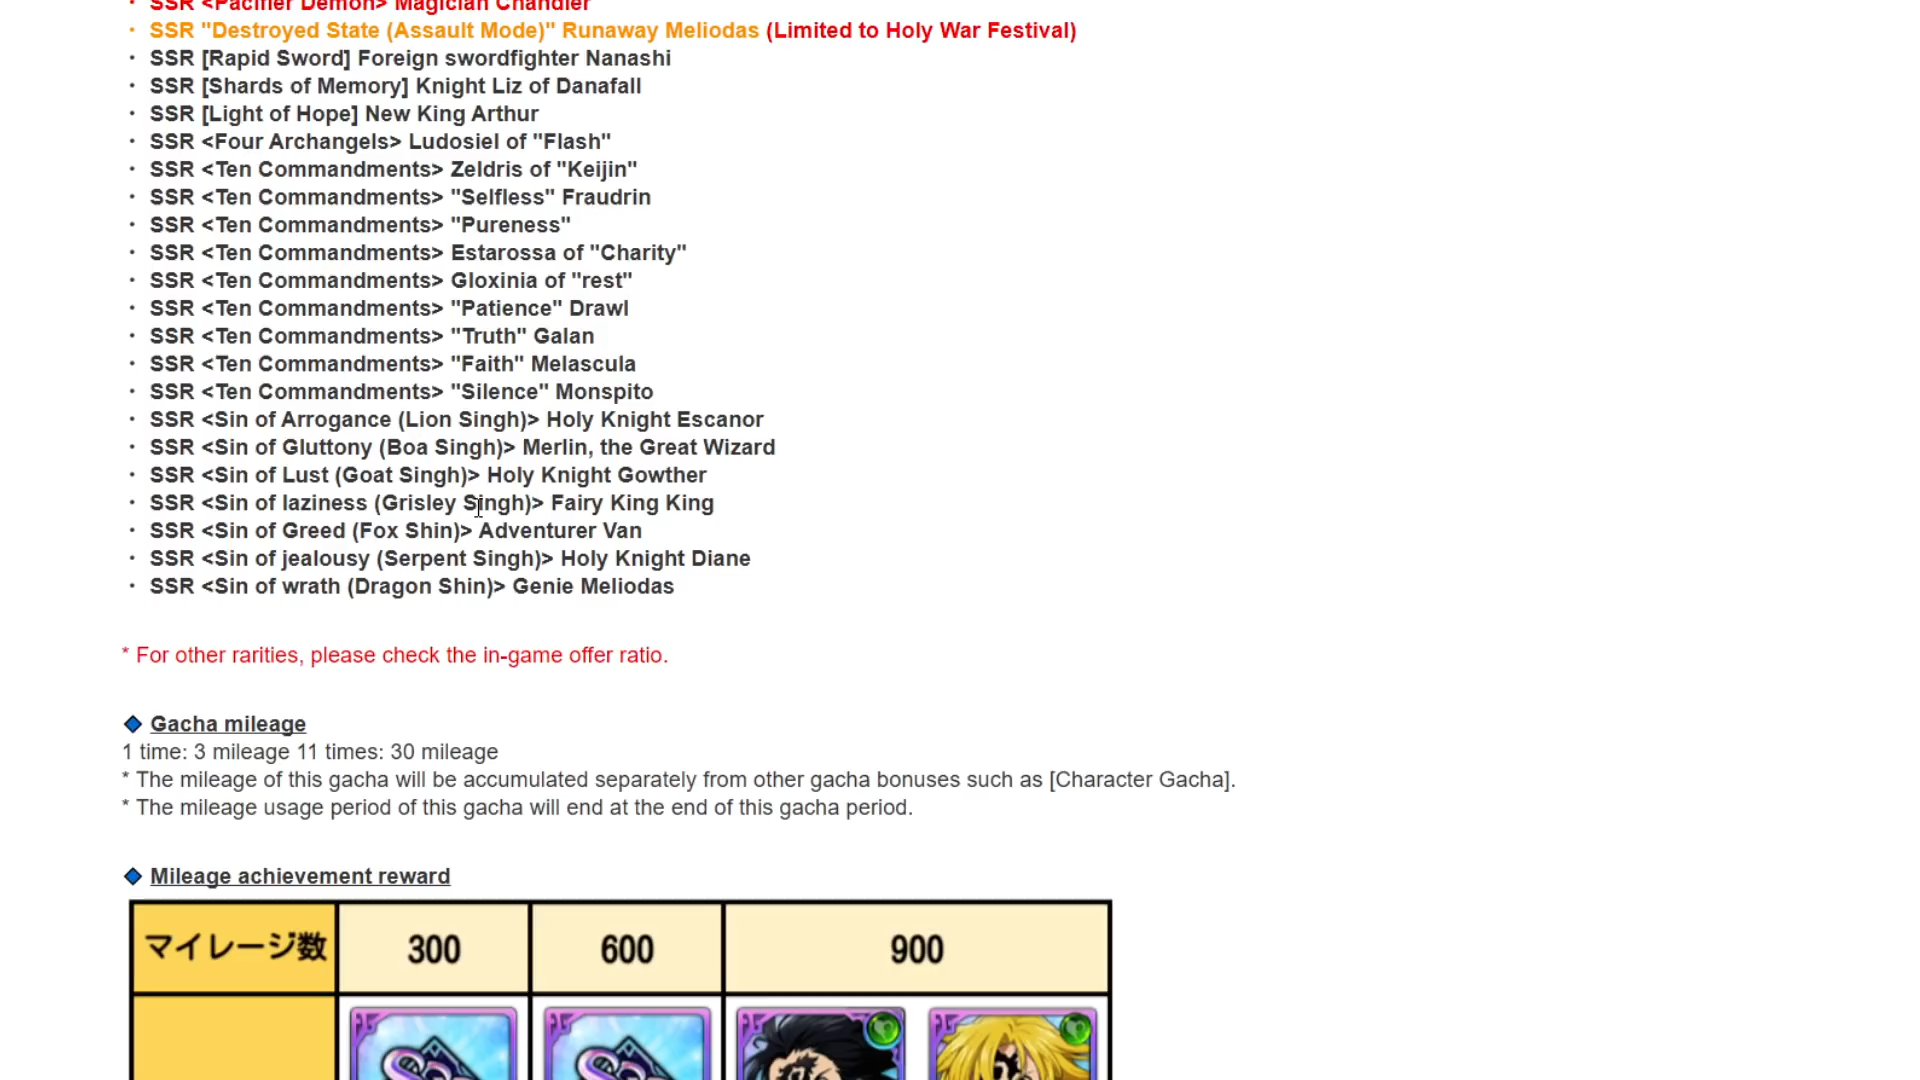 ・ SSR <Pacifier Demon> Magician Chandler
・ SSR "Destroyed State (Assault Mode)" Runaway Meliodas (Limited to Holy War Festival)
・ SSR [Rapid Sword] Foreign swordfighter Nanashi
・ SSR [Shards of Memory] Knight Liz of Danafall
・ SSR [Light of Hope] New King Arthur
・ SSR <Four Archangels> Ludosiel of "Flash"
・ SSR <Ten Commandments> Zeldris of "Keijin"
・ SSR <Ten Commandments> "Selfless" Fraudrin
・ SSR <Ten Commandments> "Pureness"
・ SSR <Ten Commandments> Estarossa of "Charity"
・ SSR <Ten Commandments> Gloxinia of "rest"
・ SSR <Ten Commandments> "Patience" Drawl
・ SSR <Ten Commandments> "Truth" Galan
・ SSR <Ten Commandments> "Faith" Melascula
・ SSR <Ten Commandments> "Silence" Monspito
・ SSR <Sin of Arrogance (Lion Singh)> Holy Knight Escanor
・ SSR <Sin of Gluttony (Boa Singh)> Merlin, the Great Wizard
・ SSR <Sin of Lust (Goat Singh)> Holy Knight Gowther
・ SSR <Sin of laziness (Grisley Singh)> Fairy King King
・ SSR <Sin of Greed (Fox Shin)> Adventurer Van
・ SSR <Sin of jealousy (Serpent Singh)> Holy Knight Diane
・ SSR <Sin of wrath (Dragon Shin)> Genie Meliodas
* For other rarities, please check the in-game offer ratio.
Gacha mileage
1 time: 3 mileage 11 times: 30 mileage
* The mileage of this gacha will be accumulated separately from other gacha bonuses such as [Character Gacha].
* The mileage usage period of this gacha will end at the end of this gacha period.
Mileage achievement reward
マイレージ数 300 600 900